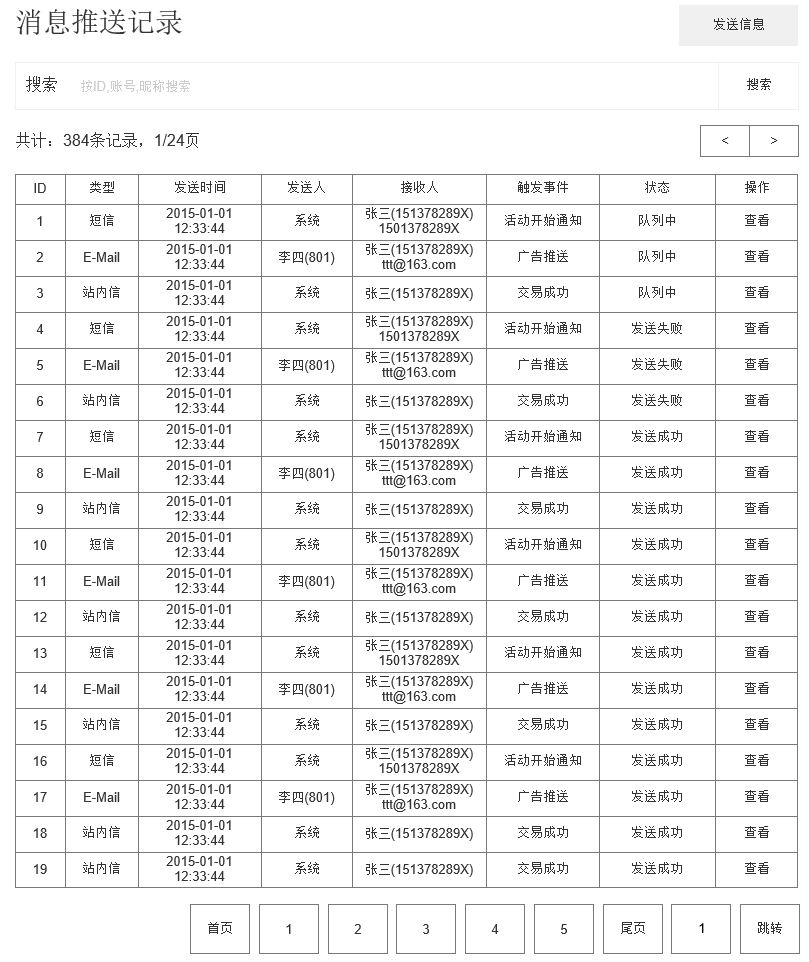 消息推送记录
发送信息
搜索 按ID,账号,昵称搜索 搜索
共计：384条记录，1/24页 < >
ID 类型 发送时间 发送人 接收人 触发事件 状态 操作
1 短信 2015-01-01 12:33:44 系统 张三(151378289X) 1501378289X 活动开始通知 队列中 查看
2 E-Mail 2015-01-01 12:33:44 李四(801) 张三(151378289X) ttt@163.com 广告推送 队列中 查看
3 站内信 2015-01-01 12:33:44 系统 张三(151378289X) 交易成功 队列中 查看
4 短信 2015-01-01 12:33:44 系统 张三(151378289X) 1501378289X 活动开始通知 发送失败 查看
5 E-Mail 2015-01-01 12:33:44 李四(801) 张三(151378289X) ttt@163.com 广告推送 发送失败 查看
6 站内信 2015-01-01 12:33:44 系统 张三(151378289X) 交易成功 发送失败 查看
7 短信 2015-01-01 12:33:44 系统 张三(151378289X) 1501378289X 活动开始通知 发送成功 查看
8 E-Mail 2015-01-01 12:33:44 李四(801) 张三(151378289X) ttt@163.com 广告推送 发送成功 查看
9 站内信 2015-01-01 12:33:44 系统 张三(151378289X) 交易成功 发送成功 查看
10 短信 2015-01-01 12:33:44 系统 张三(151378289X) 1501378289X 活动开始通知 发送成功 查看
11 E-Mail 2015-01-01 12:33:44 李四(801) 张三(151378289X) ttt@163.com 广告推送 发送成功 查看
12 站内信 2015-01-01 12:33:44 系统 张三(151378289X) 交易成功 发送成功 查看
13 短信 2015-01-01 12:33:44 系统 张三(151378289X) 1501378289X 活动开始通知 发送成功 查看
14 E-Mail 2015-01-01 12:33:44 李四(801) 张三(151378289X) ttt@163.com 广告推送 发送成功 查看
15 站内信 2015-01-01 12:33:44 系统 张三(151378289X) 交易成功 发送成功 查看
16 短信 2015-01-01 12:33:44 系统 张三(151378289X) 1501378289X 活动开始通知 发送成功 查看
17 E-Mail 2015-01-01 12:33:44 李四(801) 张三(151378289X) ttt@163.com 广告推送 发送成功 查看
18 站内信 2015-01-01 12:33:44 系统 张三(151378289X) 交易成功 发送成功 查看
19 站内信 2015-01-01 12:33:44 系统 张三(151378289X) 交易成功 发送成功 查看
首页 1 2 3 4 5 尾页 1 跳转